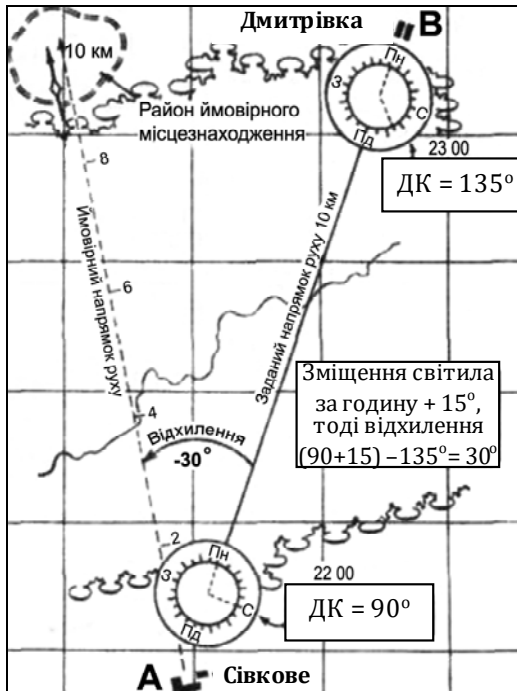 Дмитрівка
B
10 км
Район ймовірного
місцезнаходження
Пн
З
С
Пд
23 00
ДК = 135°
8
Ймовірний напрямок руху
6
Заданий напрямок руху 10 км
Зміщення світила
за годину + 15°,
тоді відхилення
(90+15) –135°= 30°
4
Відхилення
-30°
2
Пн
З
С
Пд
22 00
ДК = 90°
A
Сівкове